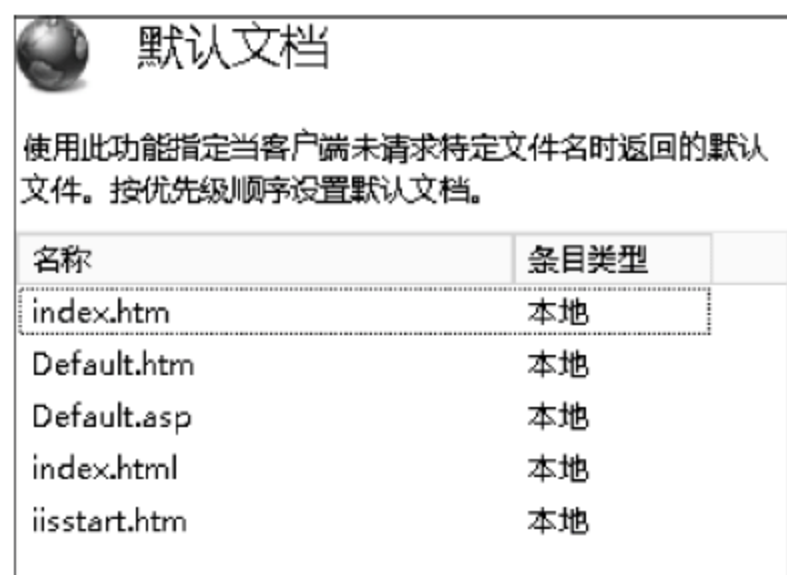 默认文档
使用此功能指定当客户端未请求特定文件名时返回的默认
文件。按优先级顺序设置默认文档。
名称 条目类型
index.htm 本地
Default.htm 本地
Default.asp 本地
index.html 本地
iisstart.htm 本地